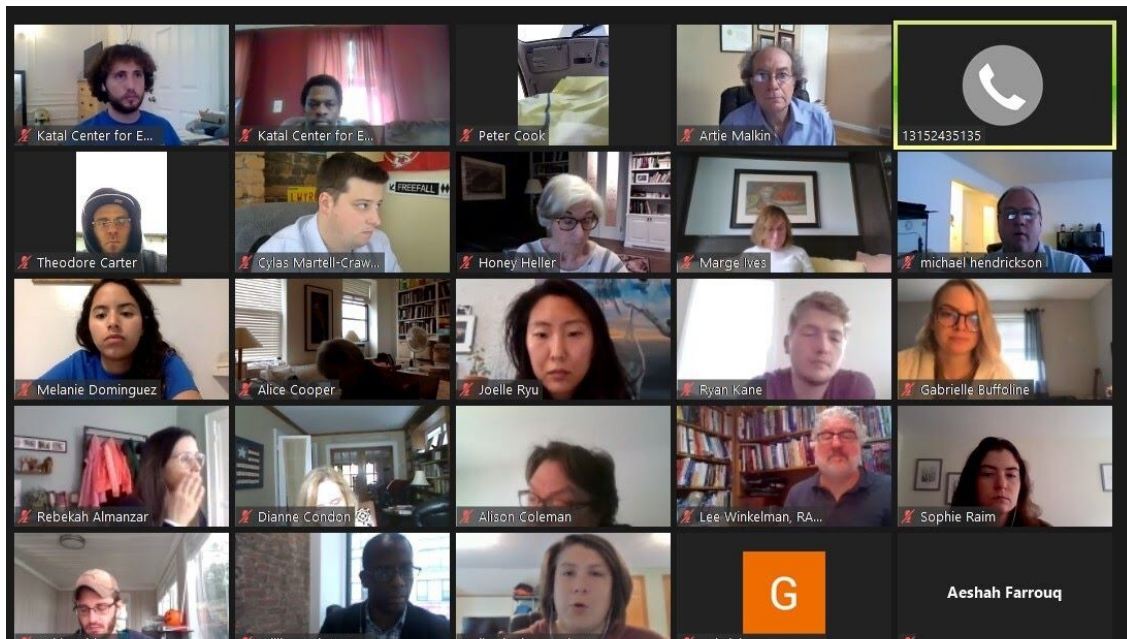 Katal Center for E...
Katal Center for E...
Peter Cook
Artie Malkin
13152435135
Theodore Carter
LWYR
FREEFALL
Cylas Martell-Craw...
Honey Heller
Marge Ives
michael hendrickson
Melanie Dominguez
Alice Cooper
Joelle Ryu
Ryan Kane
Gabrielle Buffoline
Rebekah Almanzar
Dianne Condon
Alison Coleman
Lee Winkelman, RA...
Sophie Raim
G
Aeshah Farrouq